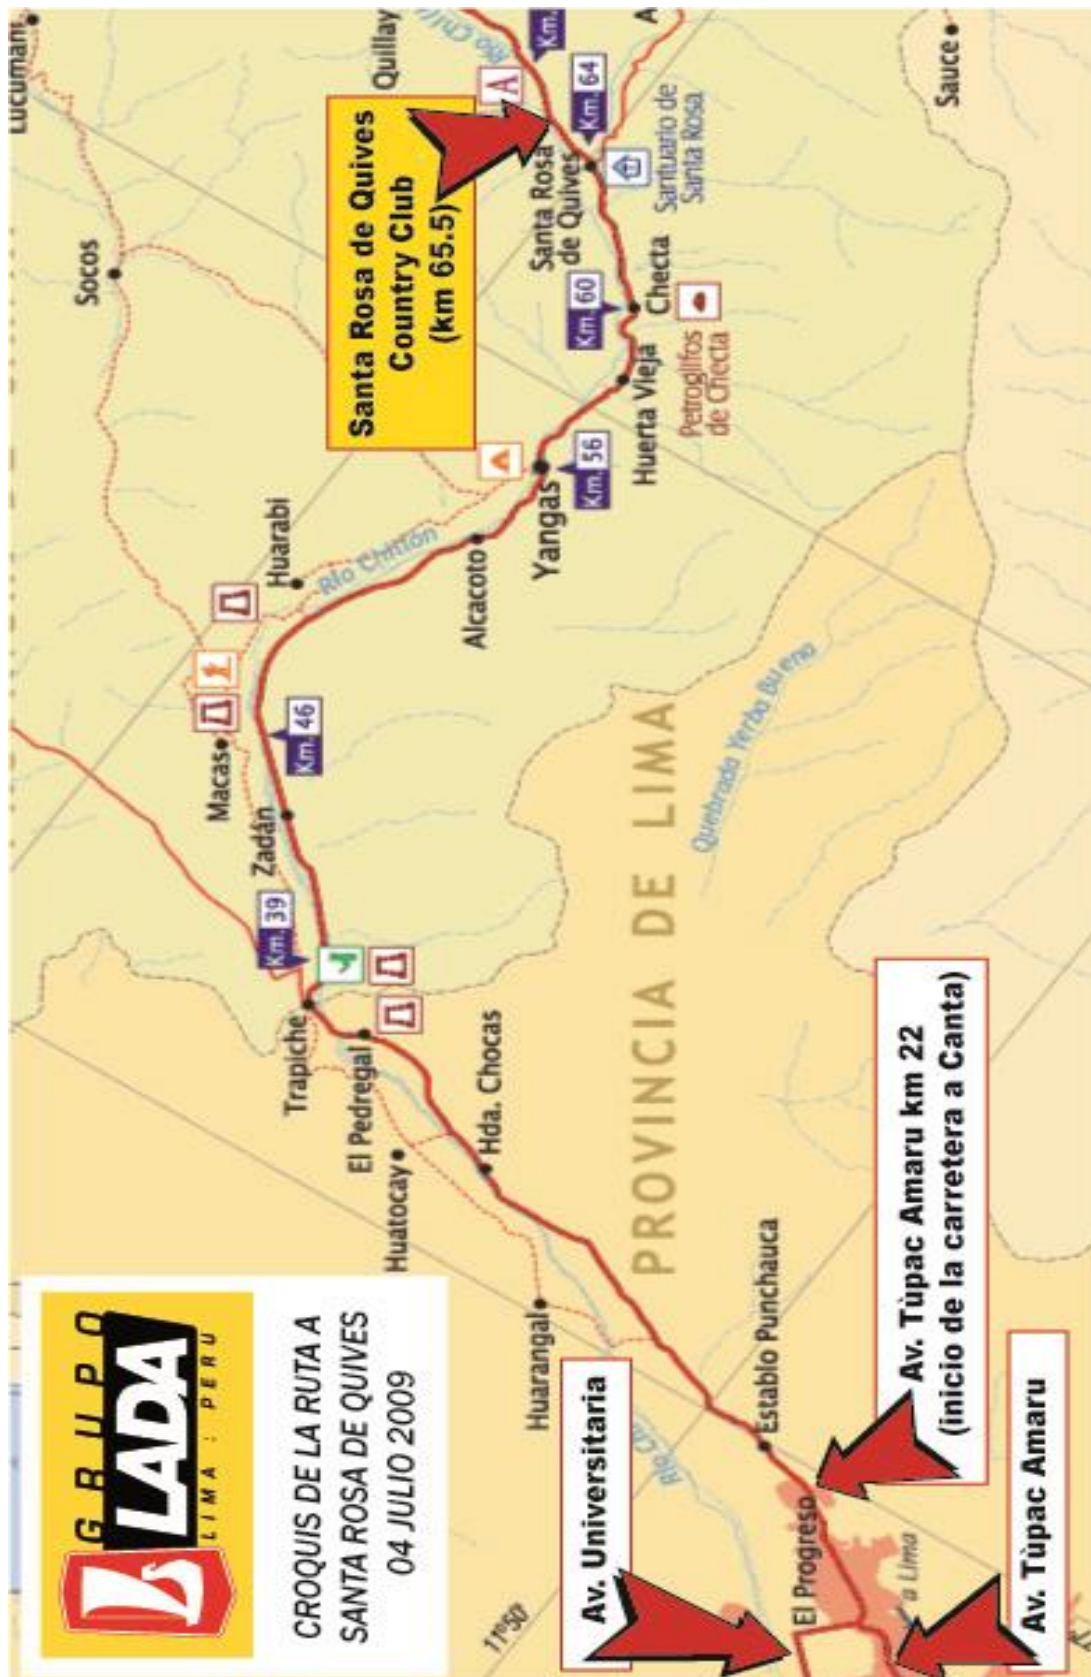 GRUPO
LADA
LIMA : PERU
CROQUIS DE LA RUTA A
SANTA ROSA DE QUIVES
04 JULIO 2009
11°50'
Av. Universitaria
El Progreso
a Lima
Av. Tùpac Amaru
Av. Tùpac Amaru km 22
(inicio de la carretera a Canta)
Establo Punchauca
Huarangal
Huatocay
Hda. Chocas
El Pedregal
Trapiche
Km. 39
Zadán
Macas
Km. 46
PROVINCIA DE LIMA
Quebrada Yerba Buena
Huarabi
Río Chillón
Alcacoto
Yangas
Km. 56
Socos
Huerta Vieja
Petroglifos
de Checta
Checta
Km. 60
Santa Rosa de Quives
Country Club
(km 65.5)
Santa Rosa
de Quives
Santuario de
Santa Rosa
Km. 64
Km.
Quillay
A
Sauce